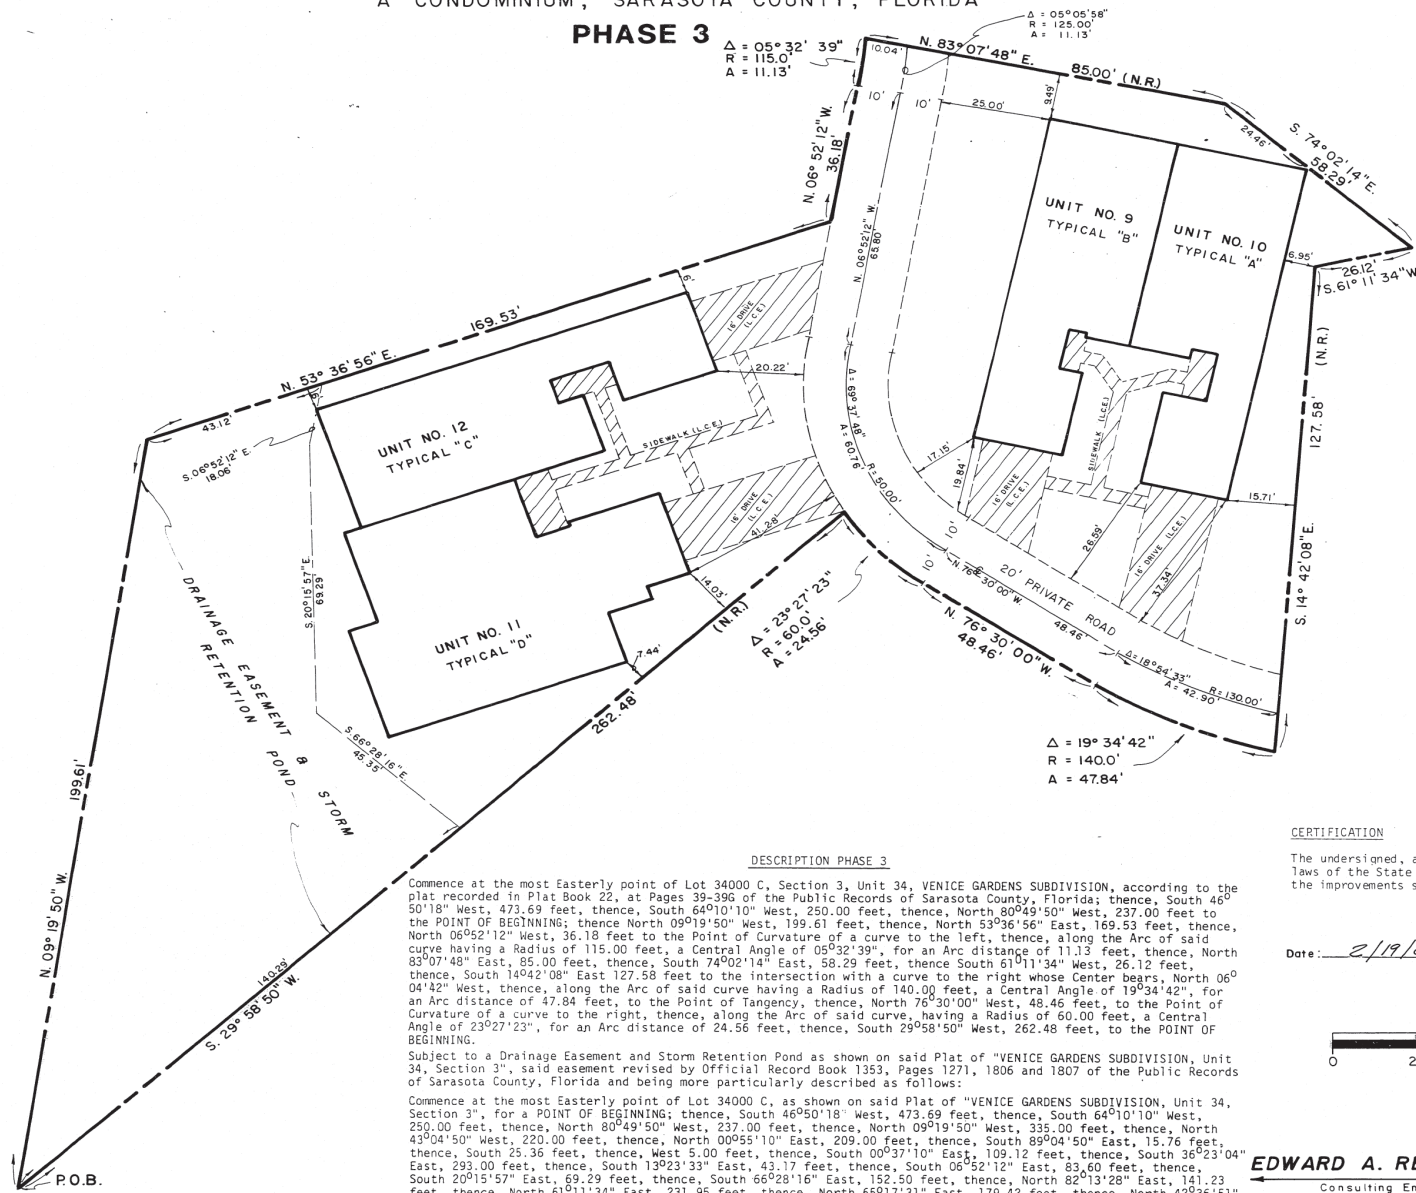 A CONDOMINIUM, SARASOTA COUNTY, FLORIDA
PHASE 3
Δ = 05° 32' 39"
R = 115.0'
A = 11.13'
Δ = 05°05'58"
R = 125.00'
A = 11.13'
10.04'
N. 83° 07' 48" E.
85.00' (N.R.)
10'
10'
25.00'
9.49'
24.46'
S. 74° 02' 14" E.
58.29'
N. 06° 52' 12" W.
36.18'
N. 06°52'12" W.
65.80'
UNIT NO. 9
TYPICAL "B"
UNIT NO. 10
TYPICAL "A"
6.95'
26.12'
S. 61° 11' 34" W
(N.R.)
127.58'
S. 14° 42' 08" E.
169.53'
N. 53° 36' 56" E.
6'
16' DRIVE
(L.C.E.)
20.22'
43.12'
6'
S. 06°52'12" E.
18.06'
UNIT NO. 12
TYPICAL "C"
SIDEWALK (L.C.E.)
Δ = 69° 37' 48"
A = 60.76'
R = 50.00'
SIDEWALK (L.C.E.)
17.15'
19.84'
16' DRIVE
(L.C.E.)
15.71'
16' DRIVE
(L.C.E.)
41.28'
26.59'
16' DRIVE (L.C.E.)
37.34'
10'
10'
20' PRIVATE ROAD
N. 76° 30' 00" W.
48.46'
S. 20° 15' 57" E.
69.29'
UNIT NO. 11
TYPICAL "D"
14.03'
(N.R.)
7.44'
Δ = 23° 27' 23"
R = 60.0'
A = 24.56'
N. 76° 30' 00" W.
48.46'
Δ = 18°54'33"
A = 42.90'
R = 130.00'
262.48'
DRAINAGE EASEMENT & STORM
RETENTION POND
S. 66° 28' 16" E.
45.35'
Δ = 19° 34' 42"
R = 140.0'
A = 47.84'
199.61'
N. 09° 19' 50" W.
140.29'
S. 29° 58' 50" W.
P.O.B.
DESCRIPTION PHASE 3
Commence at the most Easterly point of Lot 34000 C, Section 3, Unit 34, VENICE GARDENS SUBDIVISION, according to the
plat recorded in Plat Book 22, at Pages 39-39G of the Public Records of Sarasota County, Florida; thence, South 46°
50'18" West, 473.69 feet, thence, South 64°10'10" West, 250.00 feet, thence, North 80°49'50" West, 237.00 feet to
the POINT OF BEGINNING; thence North 09°19'50" West, 199.61 feet, thence, North 53°36'56" East, 169.53 feet, thence,
North 06°52'12" West, 36.18 feet to the Point of Curvature of a curve to the left, thence, along the Arc of said
curve having a Radius of 115.00 feet, a Central Angle of 05°32'39", for an Arc distance of 11.13 feet, thence, North
83°07'48" East, 85.00 feet, thence, South 74°02'14" East, 58.29 feet, thence South 61°11'34" West, 26.12 feet,
thence, South 14°42'08" East 127.58 feet to the intersection with a curve to the right whose Center bears, North 06°
04'42" West, thence, along the Arc of said curve having a Radius of 140.00 feet, a Central Angle of 19°34'42", for
an Arc distance of 47.84 feet, to the Point of Tangency, thence, North 76°30'00" West, 48.46 feet, to the Point of
Curvature of a curve to the right, thence, along the Arc of said curve, having a Radius of 60.00 feet, a Central
Angle of 23°27'23", for an Arc distance of 24.56 feet, thence, South 29°58'50" West, 262.48 feet, to the POINT OF
BEGINNING.
Subject to a Drainage Easement and Storm Retention Pond as shown on said Plat of "VENICE GARDENS SUBDIVISION, Unit
34, Section 3", said easement revised by Official Record Book 1353, Pages 1271, 1806 and 1807 of the Public Records
of Sarasota County, Florida and being more particularly described as follows:
Commence at the most Easterly point of Lot 34000 C, as shown on said Plat of "VENICE GARDENS SUBDIVISION, Unit 34,
Section 3", for a POINT OF BEGINNING; thence, South 46°50'18" West, 473.69 feet, thence, South 64°10'10" West,
250.00 feet, thence, North 80°49'50" West, 237.00 feet, thence, North 09°19'50" West, 335.00 feet, thence, North
43°04'50" West, 220.00 feet, thence, North 00°55'10" East, 209.00 feet, thence, South 89°04'50" East, 15.76 feet,
thence, South 25.36 feet, thence, West 5.00 feet, thence, South 00°37'10" East, 109.12 feet, thence, South 36°23'04"
East, 293.00 feet, thence, South 13°23'33" East, 43.17 feet, thence, South 06°52'12" East, 83.60 feet, thence,
South 20°15'57" East, 69.29 feet, thence, South 66°28'16" East, 152.50 feet, thence, North 82°13'28" East, 141.23
feet, thence, North 61°11'34" East, 231.95 feet, thence, North 65°17'31" East, 179.42 feet, thence, North 42°36'51"
CERTIFICATION
The undersigned, a
laws of the State
the improvements s
Date: 2/19/
0
2
EDWARD A. RE
Consulting En